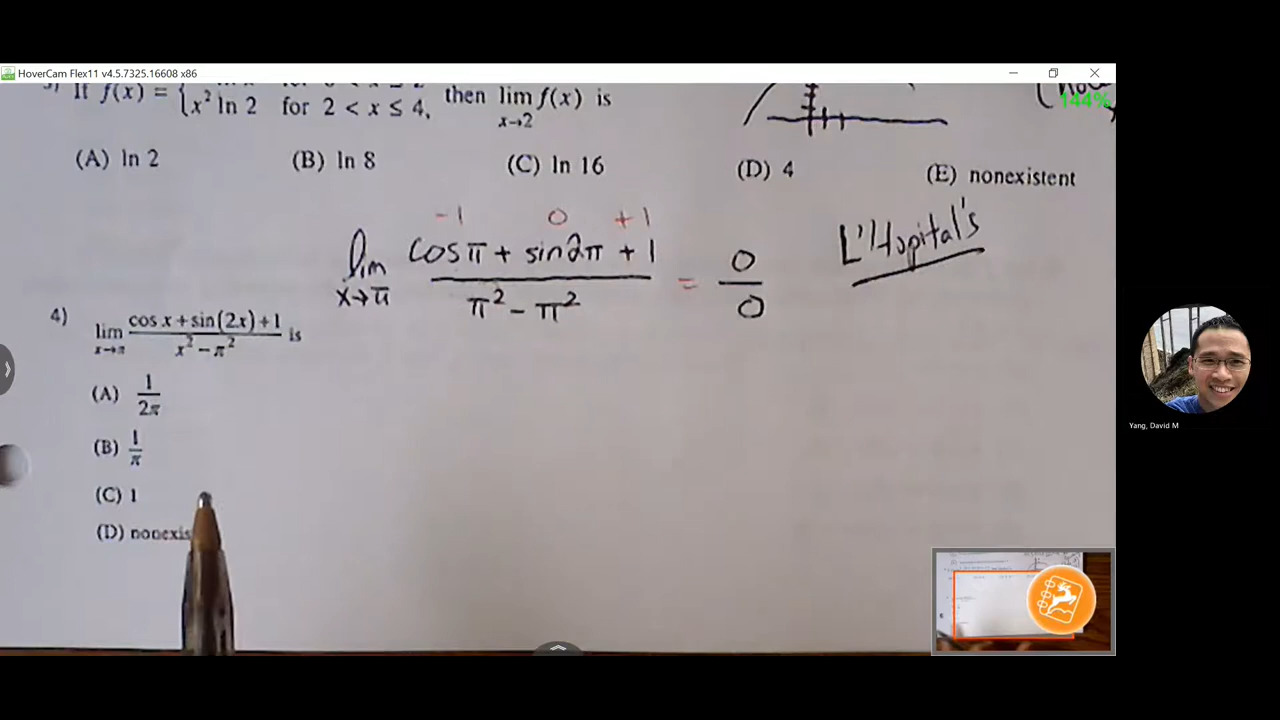 HoverCam Flex11 v4.5.7325.16608 x86
144%
If f(x) = { x² ln 2 for 2 < x ≤ 4, then lim x→2 f(x) is
(A) ln 2 (B) ln 8 (C) ln 16 (D) 4 (E) nonexistent
-1 0 +1
lim x→π cos π + sin 2π + 1 / π² - π² = 0/0 L'Hopital's
4) lim x→π cos x + sin(2x) + 1 / x² - π² is
(A) 1/2π
(B) 1/π
(C) 1
(D) nonexis
Yang, David M